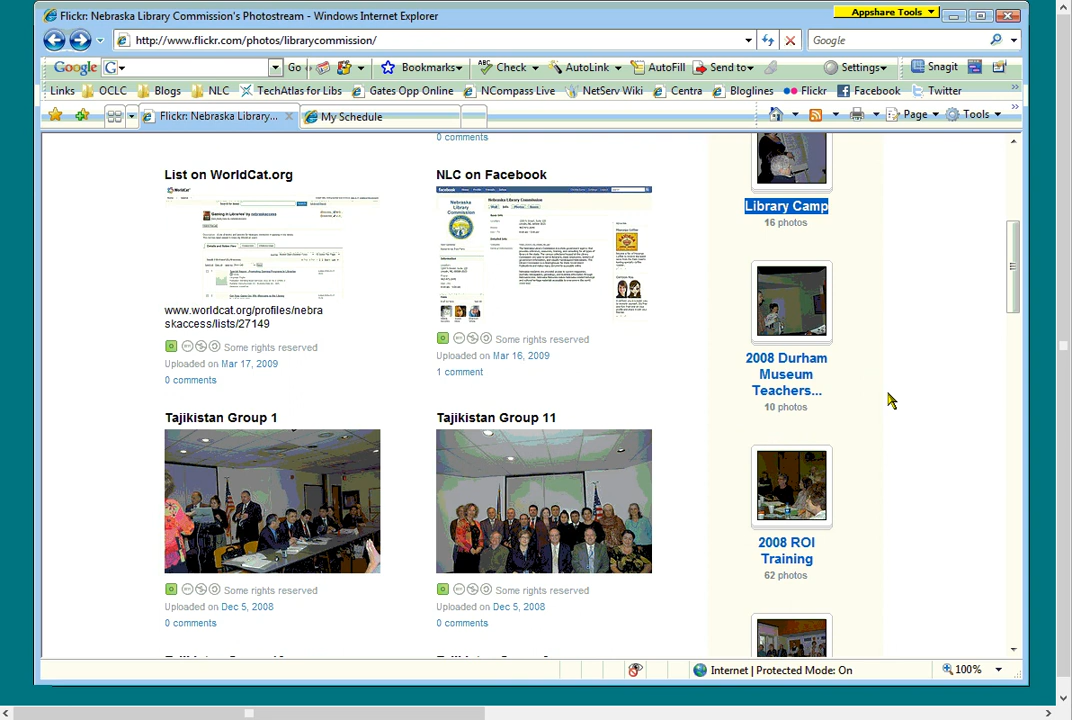 Flickr: Nebraska Library Commission's Photostream - Windows Internet Explorer
Appshare Tools
http://www.flickr.com/photos/librarycommission/
Google
Google
G
Go
Bookmarks
Check
AutoLink
AutoFill
Send to
Settings
Snagit
Links
OCLC
Blogs
NLC
TechAtlas for Libs
Gates Opp Online
NCompass Live
NetServ Wiki
Centra
Bloglines
Flickr
Facebook
Twitter
Flickr: Nebraska Library...
My Schedule
Page
Tools
0 comments
List on WorldCat.org
www.worldcat.org/profiles/nebra
skaccess/lists/27149
Some rights reserved
Uploaded on Mar 17, 2009
0 comments
NLC on Facebook
Nebraska Library Commission
Nebraska
Library
Commission
Some rights reserved
Uploaded on Mar 16, 2009
1 comment
Tajikistan Group 1
Some rights reserved
Uploaded on Dec 5, 2008
0 comments
Tajikistan Group 11
Some rights reserved
Uploaded on Dec 5, 2008
0 comments
Library Camp
16 photos
2008 Durham
Museum
Teachers...
10 photos
2008 ROI
Training
62 photos
Internet | Protected Mode: On
100%